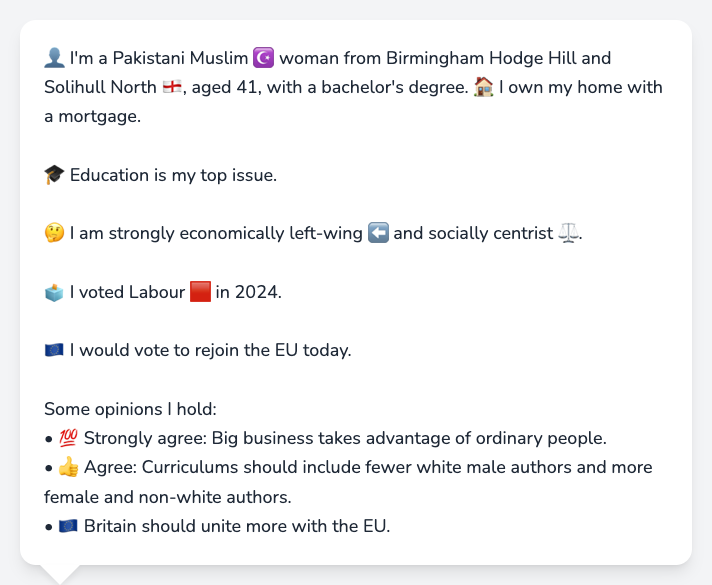 👤 I'm a Pakistani Muslim ☪️ woman from Birmingham Hodge Hill and
Solihull North 🏴󠁧󠁢󠁥󠁮󠁧󠁿, aged 41, with a bachelor's degree. 🏠 I own my home with
a mortgage.
🎓 Education is my top issue.
🤔 I am strongly economically left-wing ⬅️ and socially centrist ⚖️.
🗳️ I voted Labour 🟥 in 2024.
🇪🇺 I would vote to rejoin the EU today.
Some opinions I hold:
• 💯 Strongly agree: Big business takes advantage of ordinary people.
• 👍 Agree: Curriculums should include fewer white male authors and more
female and non-white authors.
• 🇪🇺 Britain should unite more with the EU.